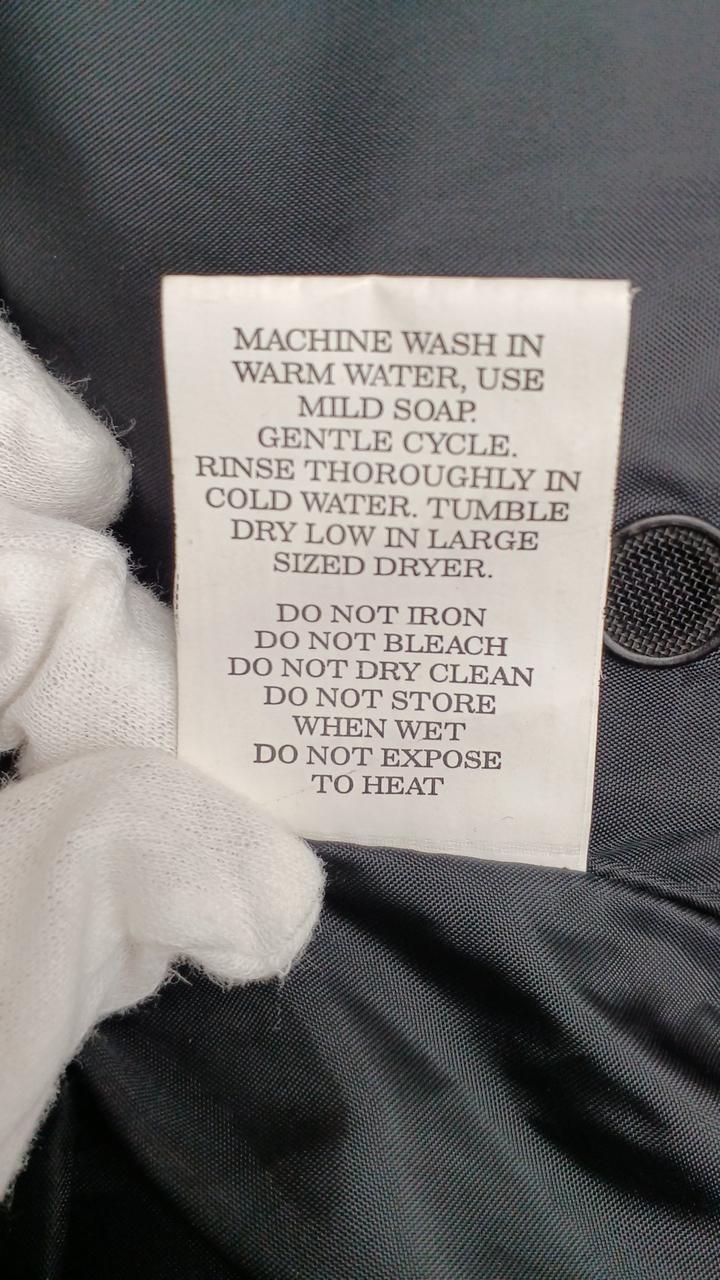 MACHINE WASH IN
WARM WATER, USE
MILD SOAP.
GENTLE CYCLE.
RINSE THOROUGHLY IN
COLD WATER. TUMBLE
DRY LOW IN LARGE
SIZED DRYER.
DO NOT IRON
DO NOT BLEACH
DO NOT DRY CLEAN
DO NOT STORE
WHEN WET
DO NOT EXPOSE
TO HEAT